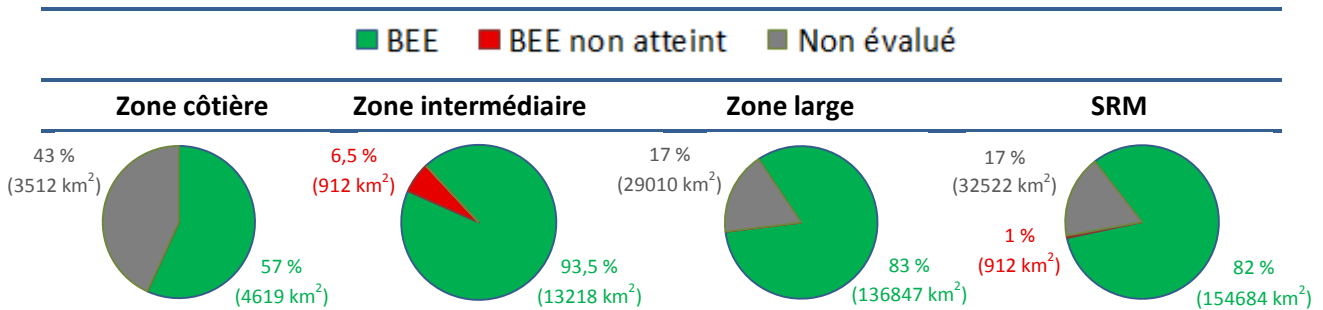 BEE BEE non atteint Non évalué
Zone côtière Zone intermédiaire Zone large SRM
43 %
(3512 km²)
57 %
(4619 km²)
6,5 %
(912 km²)
93,5 %
(13218 km²)
17 %
(29010 km²)
83 %
(136847 km²)
17 %
(32522 km²)
1 %
(912 km²)
82 %
(154684 km²)